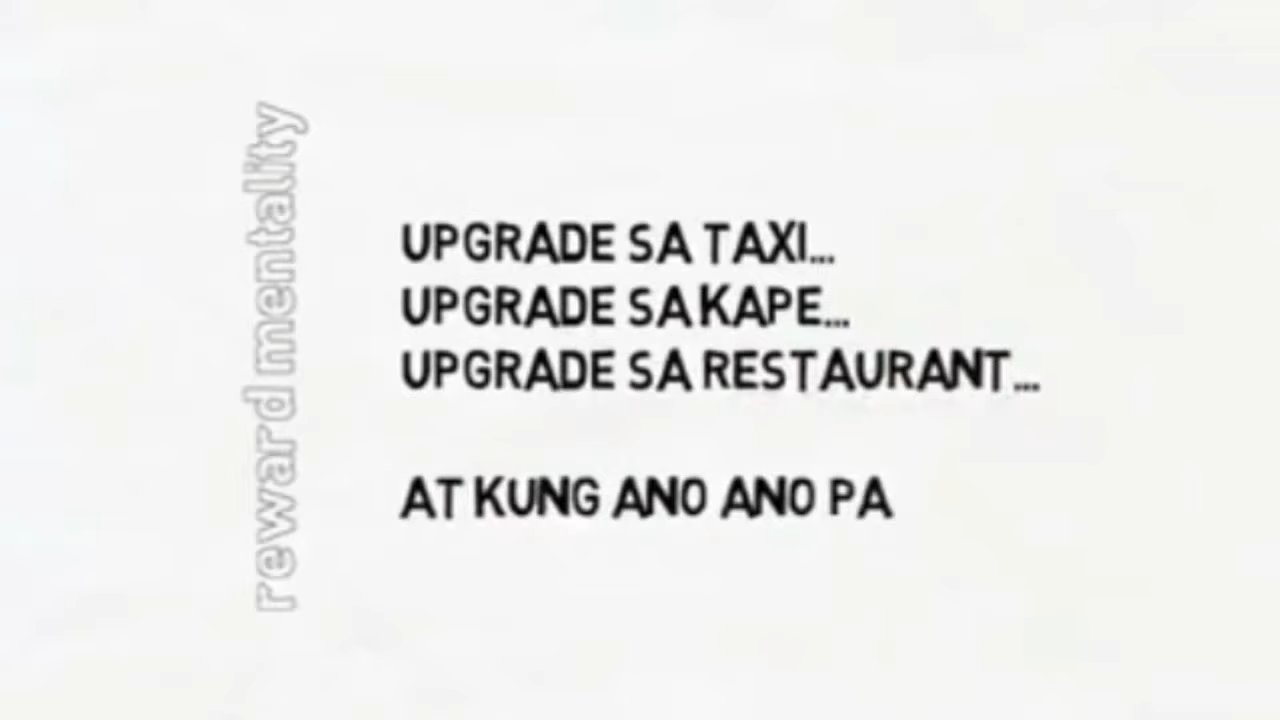 reward mentality
UPGRADE SA TAXI...
UPGRADE SA KAPE...
UPGRADE SA RESTAURANT...
AT KUNG ANO ANO PA